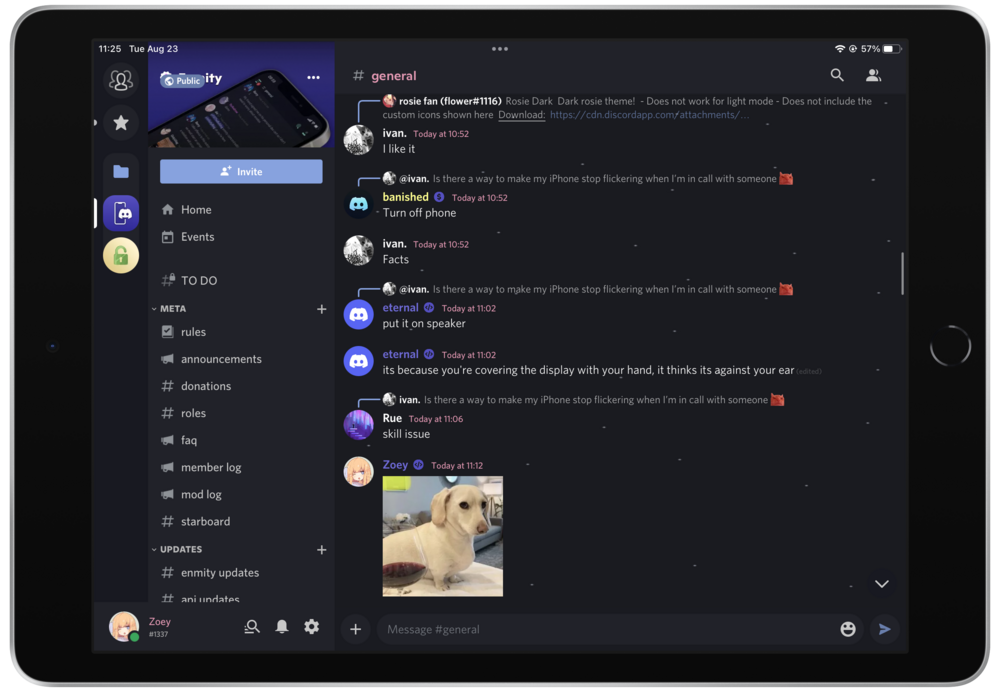 11:25 Tue Aug 23
57%
Public
Invite
Home
Events
TO DO
META
rules
announcements
donations
roles
faq
member log
mod log
starboard
UPDATES
enmity updates
api updates
Zoey
#1337
# general
rosie fan (flower#1116) Rosie Dark Dark rosie theme! - Does not work for light mode - Does not include the
custom icons shown here Download: https://cdn.discordapp.com/attachments/...
ivan. Today at 10:52
I like it
@ivan. Is there a way to make my iPhone stop flickering when I'm in call with someone
banished Today at 10:52
Turn off phone
ivan. Today at 10:52
Facts
@ivan. Is there a way to make my iPhone stop flickering when I'm in call with someone
eternal Today at 11:02
put it on speaker
eternal Today at 11:02
its because you're covering the display with your hand, it thinks its against your ear (edited)
ivan. Is there a way to make my iPhone stop flickering when I'm in call with someone
Rue Today at 11:06
skill issue
Zoey Today at 11:12
Message #general